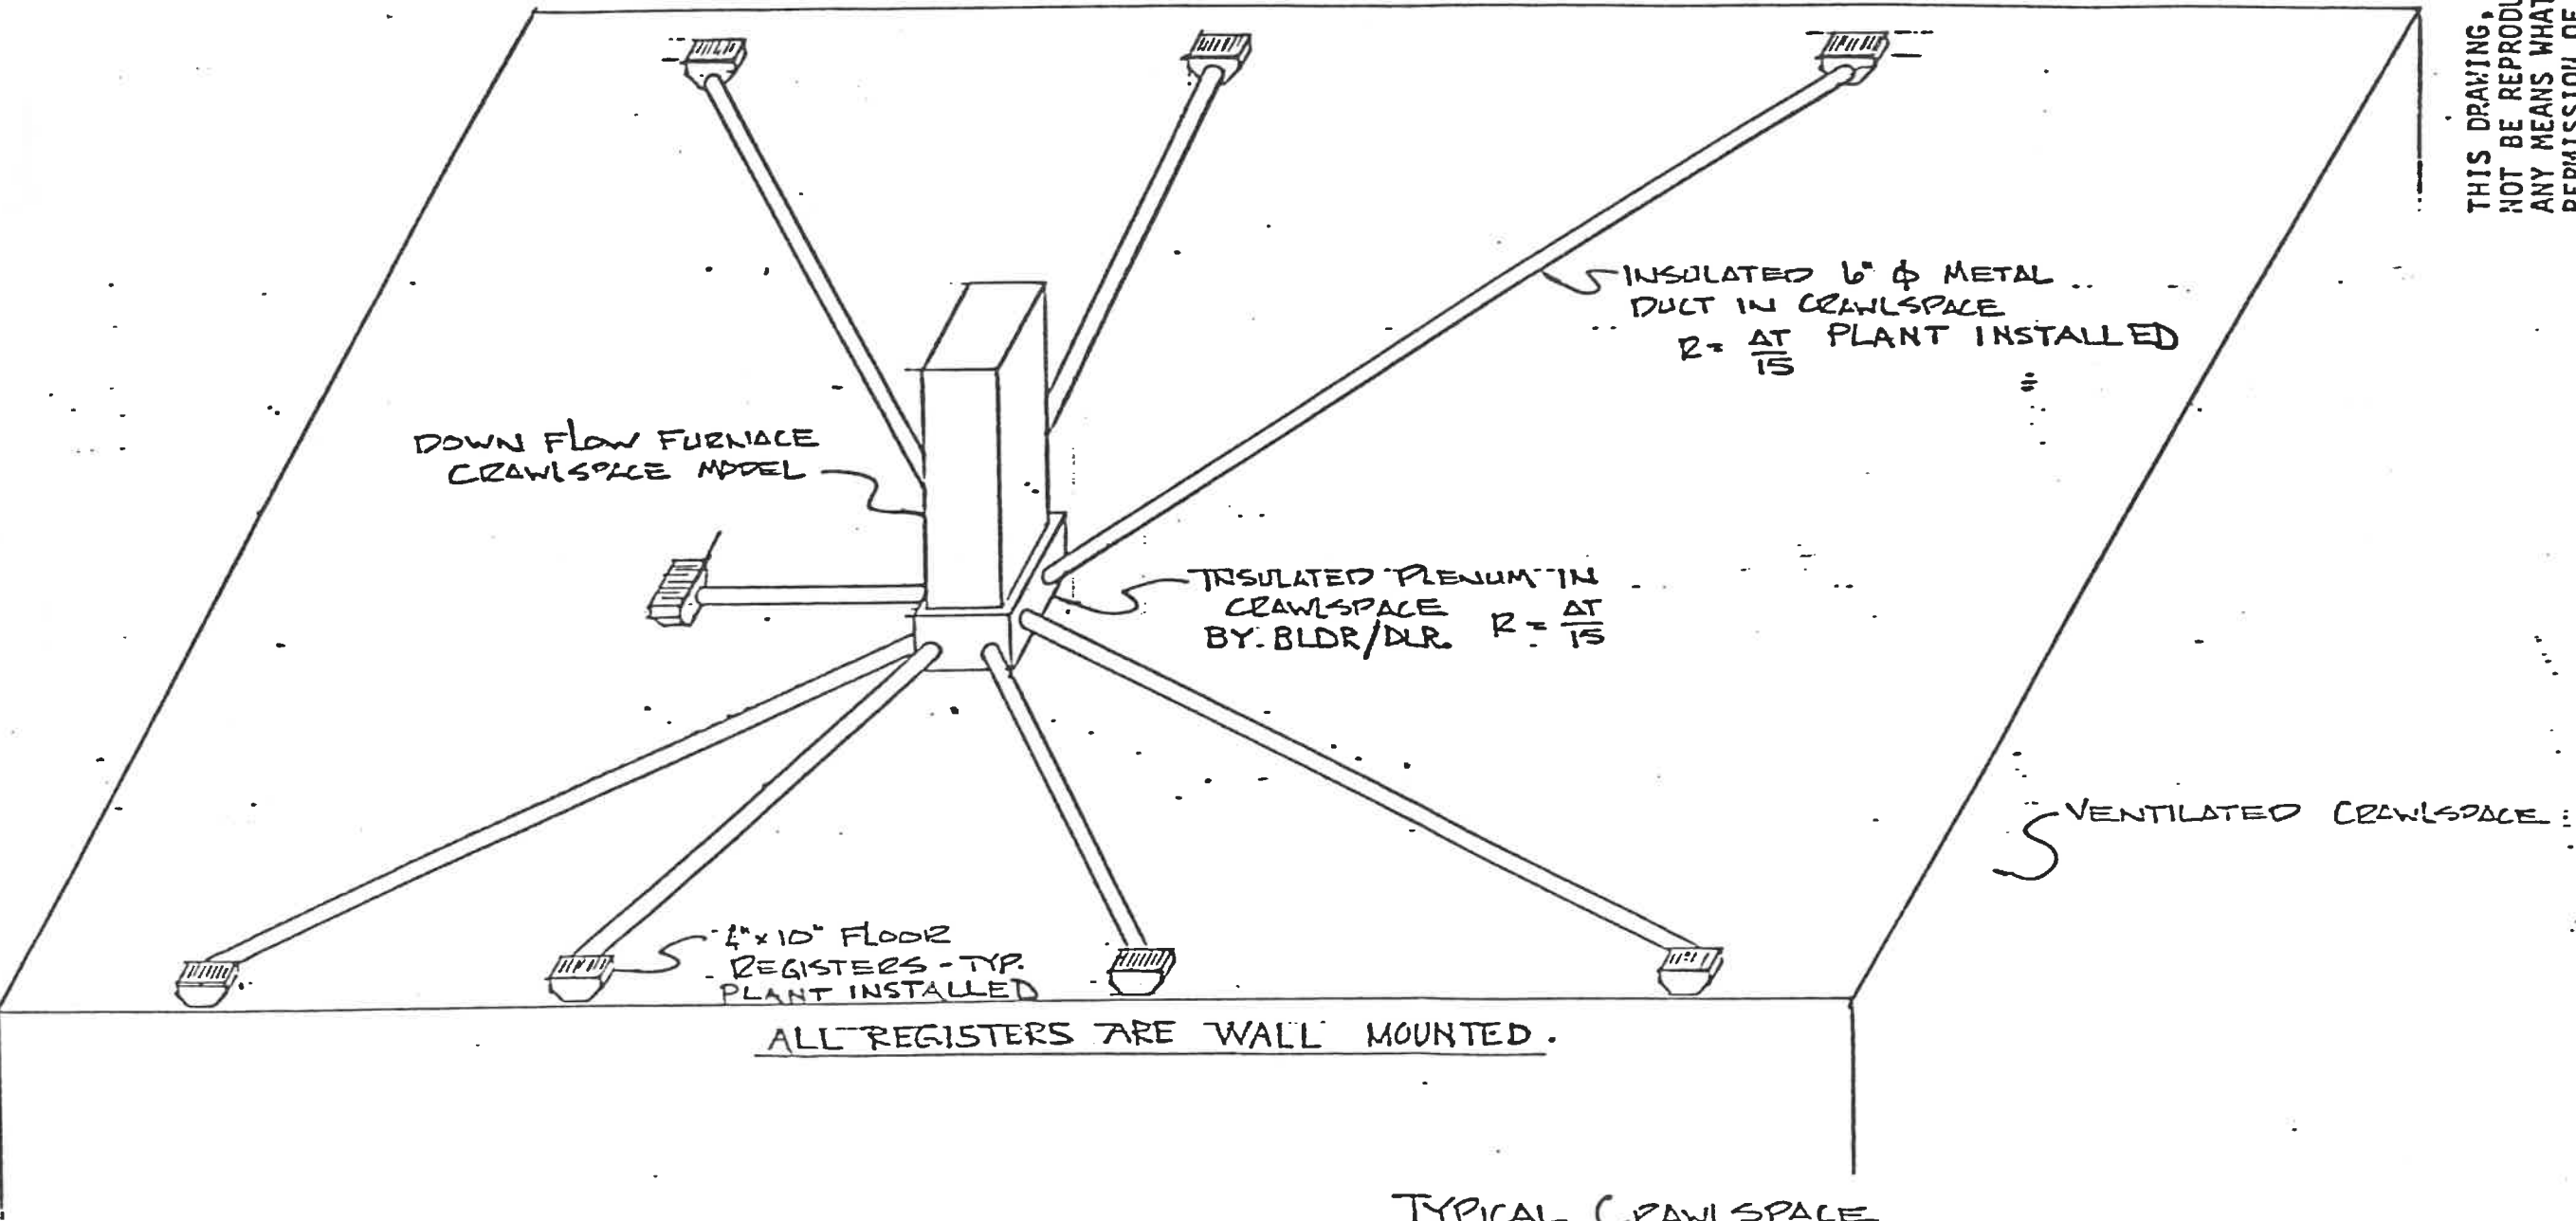 THIS DRAWING,
NOT BE REPRODU
ANY MEANS WHAT
PERMISSION OF
INSULATED 6" ϕ METAL
DUCT IN CRAWLSPACE
R= ΔT/15 PLANT INSTALLED
DOWN FLOW FURNACE
CRAWLSPACE MODEL
INSULATED PLENUM IN
CRAWLSPACE
BY BLDR/DLR. R= ΔT/15
VENTILATED CRAWLSPACE
4"x10" FLOOR
REGISTERS - TYP.
PLANT INSTALLED
ALL REGISTERS ARE WALL MOUNTED.
TYPICAL CRAWLSPACE